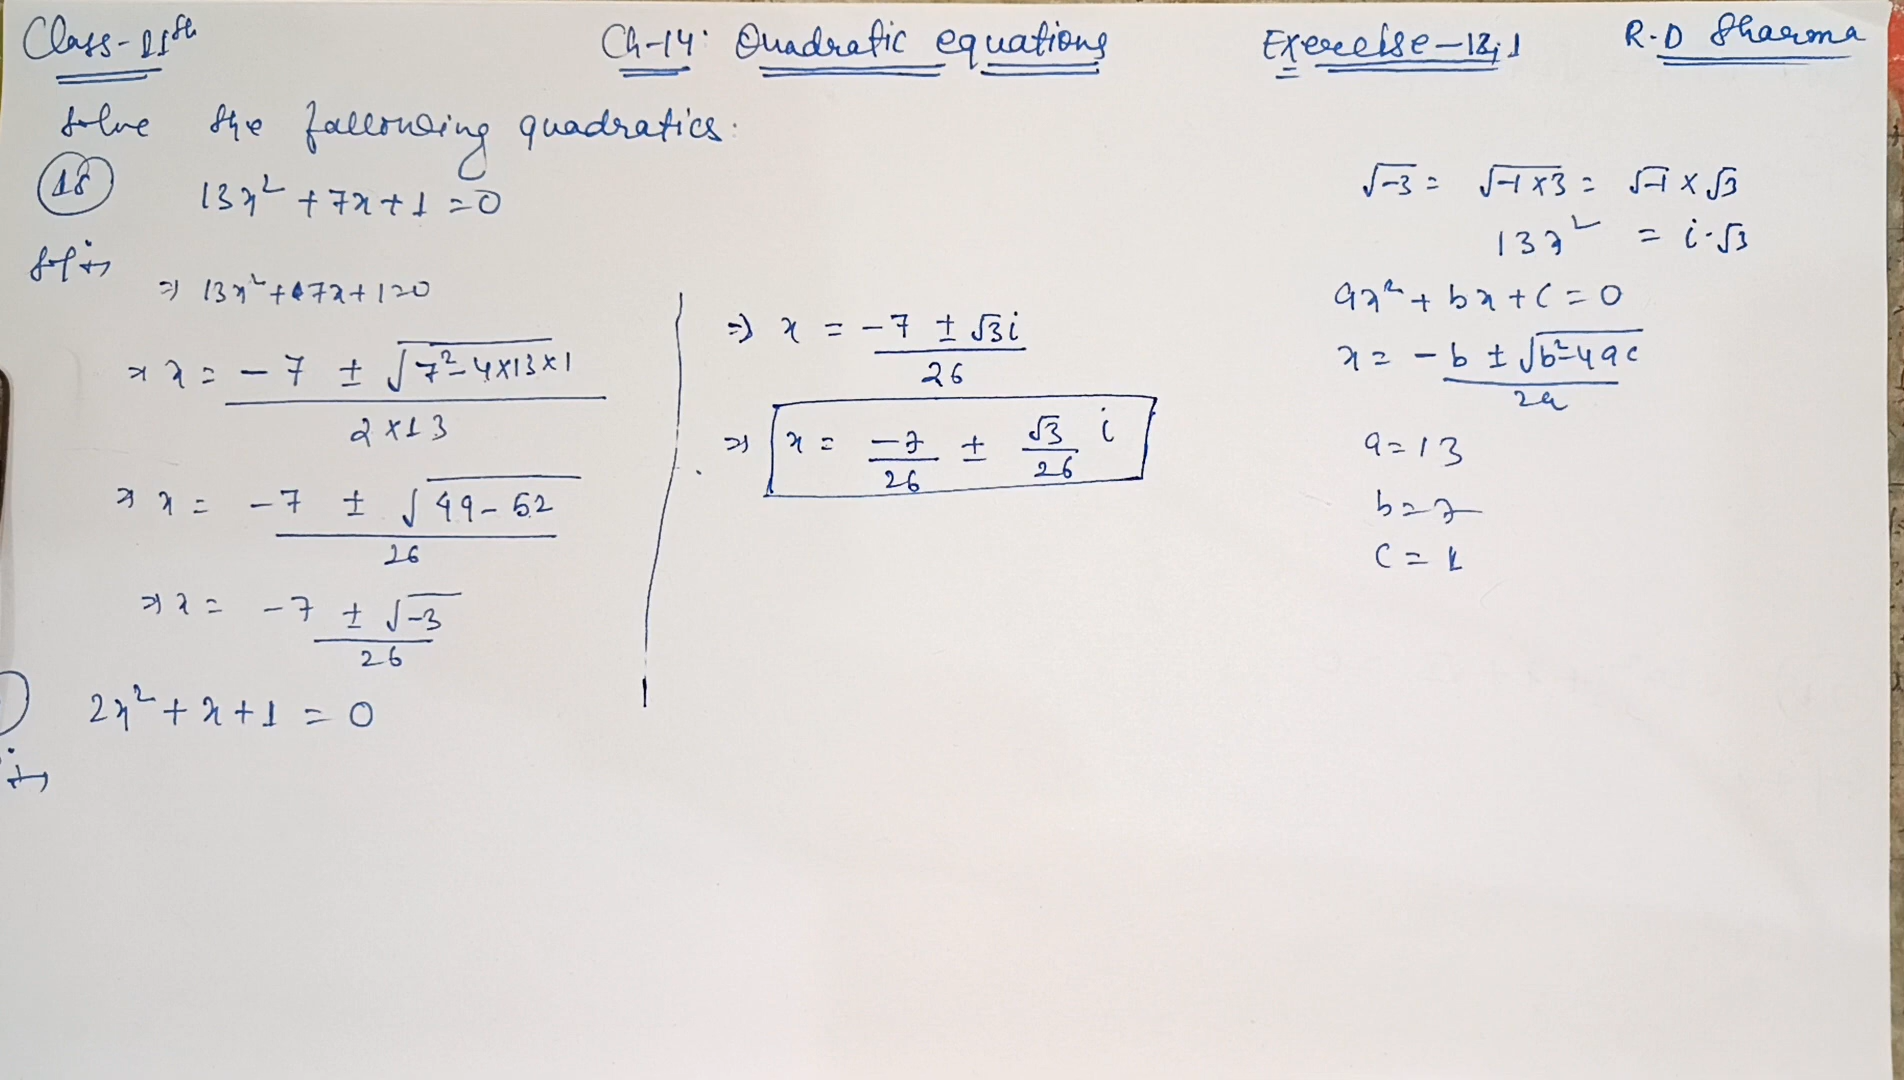 Class-11th Ch-14: Quadratic equations Exercise-13.1 R.D Sharma
Solve the following quadratics:
18 13x² + 7x + 1 = 0
Solⁿ
⇒ 13x² + 7x + 1 = 0
⇒ x = -7 ± √7² - 4×13×1
2×13
⇒ x = -7 ± √49-52
26
⇒ x = -7 ± √-3
26
2x² + x + 1 = 0
⇒ x = -7 ± √3i
26
⇒ x = -7/26 ± √3/26 i
√-3 = √-1×3 = √-1 × √3
13x² = i·√3
ax² + bx + c = 0
x = -b ± √b²-4ac
2a
a = 13
b = 7
c = 1